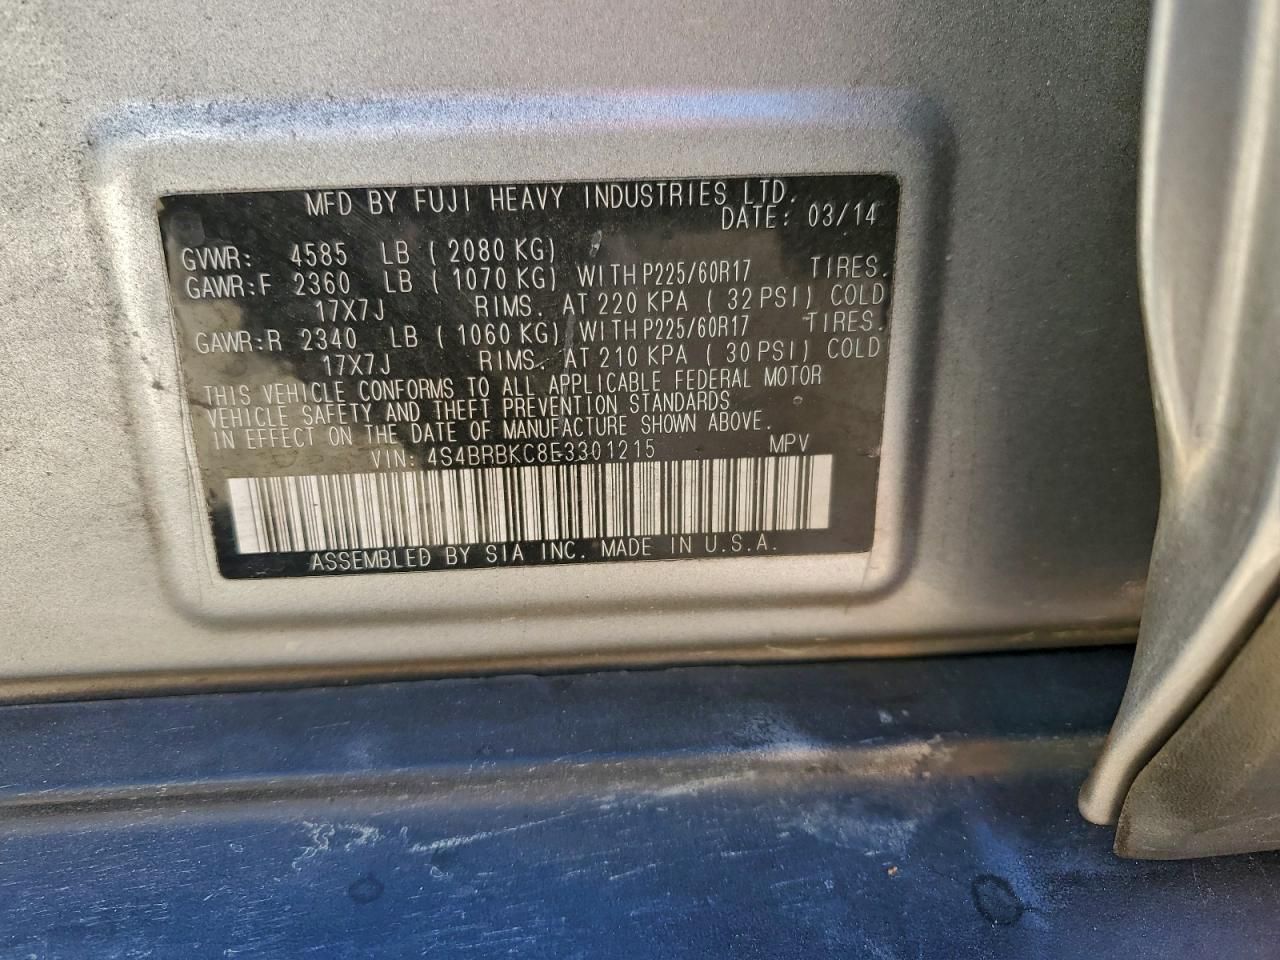 MFD BY FUJI HEAVY INDUSTRIES LTD.
DATE: 03/14
GVWR: 4585 LB ( 2080 KG)
GAWR:F 2360 LB ( 1070 KG) WITH P225/60R17 TIRES.
17X7J RIMS. AT 220 KPA ( 32 PSI) COLD
GAWR:R 2340 LB ( 1060 KG) WITH P225/60R17 TIRES.
17X7J RIMS. AT 210 KPA ( 30 PSI) COLD
THIS VEHICLE CONFORMS TO ALL APPLICABLE FEDERAL MOTOR
VEHICLE SAFETY AND THEFT PREVENTION STANDARDS
IN EFFECT ON THE DATE OF MANUFACTURE SHOWN ABOVE.
VIN: 4S4BRBKC8E3301215 MPV
ASSEMBLED BY SIA INC. MADE IN U.S.A.